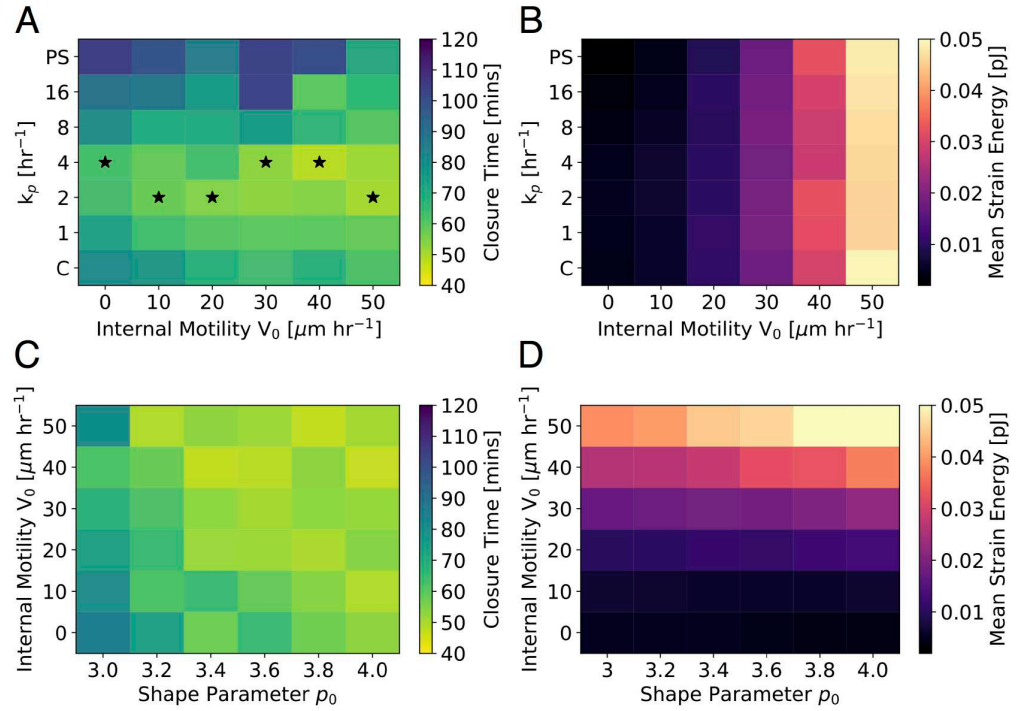 A
k_p [hr⁻¹]
PS
16
8
4
2
1
C
0 10 20 30 40 50
Internal Motility V₀ [μm hr⁻¹]
120
110
100
90
80
70
60
50
40
Closure Time [mins]
B
k_p [hr⁻¹]
PS
16
8
4
2
1
C
0 10 20 30 40 50
Internal Motility V₀ [μm hr⁻¹]
0.05
0.04
0.03
0.02
0.01
Mean Strain Energy [pJ]
C
Internal Motility V₀ [μm hr⁻¹]
50
40
30
20
10
0
3.0 3.2 3.4 3.6 3.8 4.0
Shape Parameter p₀
120
110
100
90
80
70
60
50
40
Closure Time [mins]
D
Internal Motility V₀ [μm hr⁻¹]
50
40
30
20
10
0
3 3.2 3.4 3.6 3.8 4.0
Shape Parameter p₀
0.05
0.04
0.03
0.02
0.01
Mean Strain Energy [pJ]